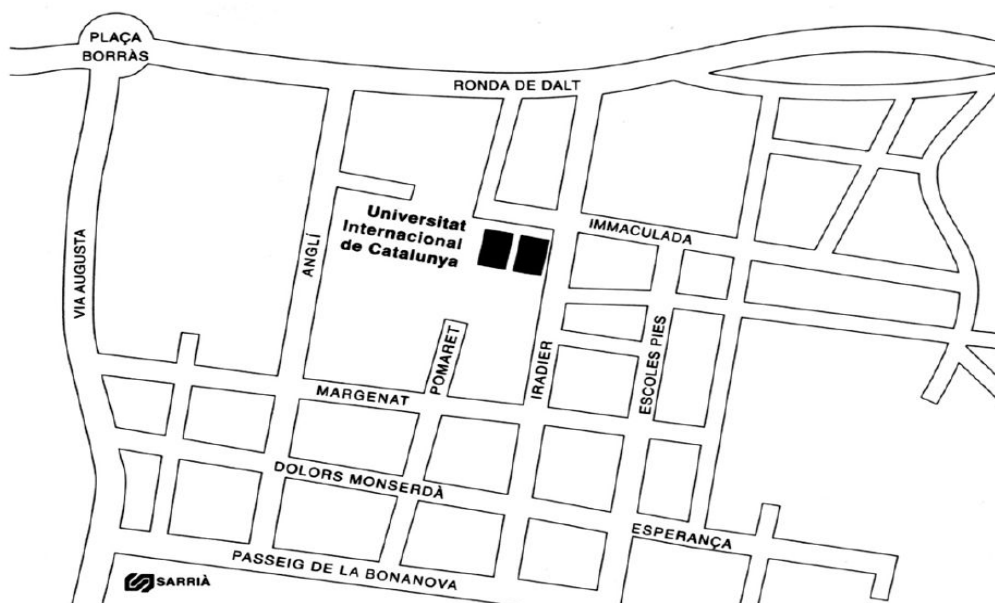 PLAÇA
BORRÀS
RONDA DE DALT
Universitat
Internacional
de Catalunya
IMMACULADA
VIA AUGUSTA
ANGLÍ
POMARET
IRADIER
ESCOLES PIES
MARGENAT
DOLORS MONSERDÀ
ESPERANÇA
PASSEIG DE LA BONANOVA
SARRIÀ